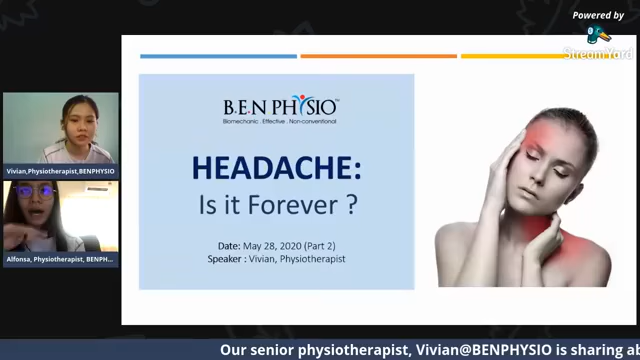 Powered by
StreamYard
B.E.N PHYSIO™
Biomechanic . Effective . Non-conventional
HEADACHE:
Is it Forever ?
Date: May 28, 2020 (Part 2)
Speaker : Vivian, Physiotherapist
Vivian,Physiotherapist,BENPHYSIO
Alfonsa, Physiotherapist, BENPH...
Our senior physiotherapist, Vivian@BENPHYSIO is sharing ab